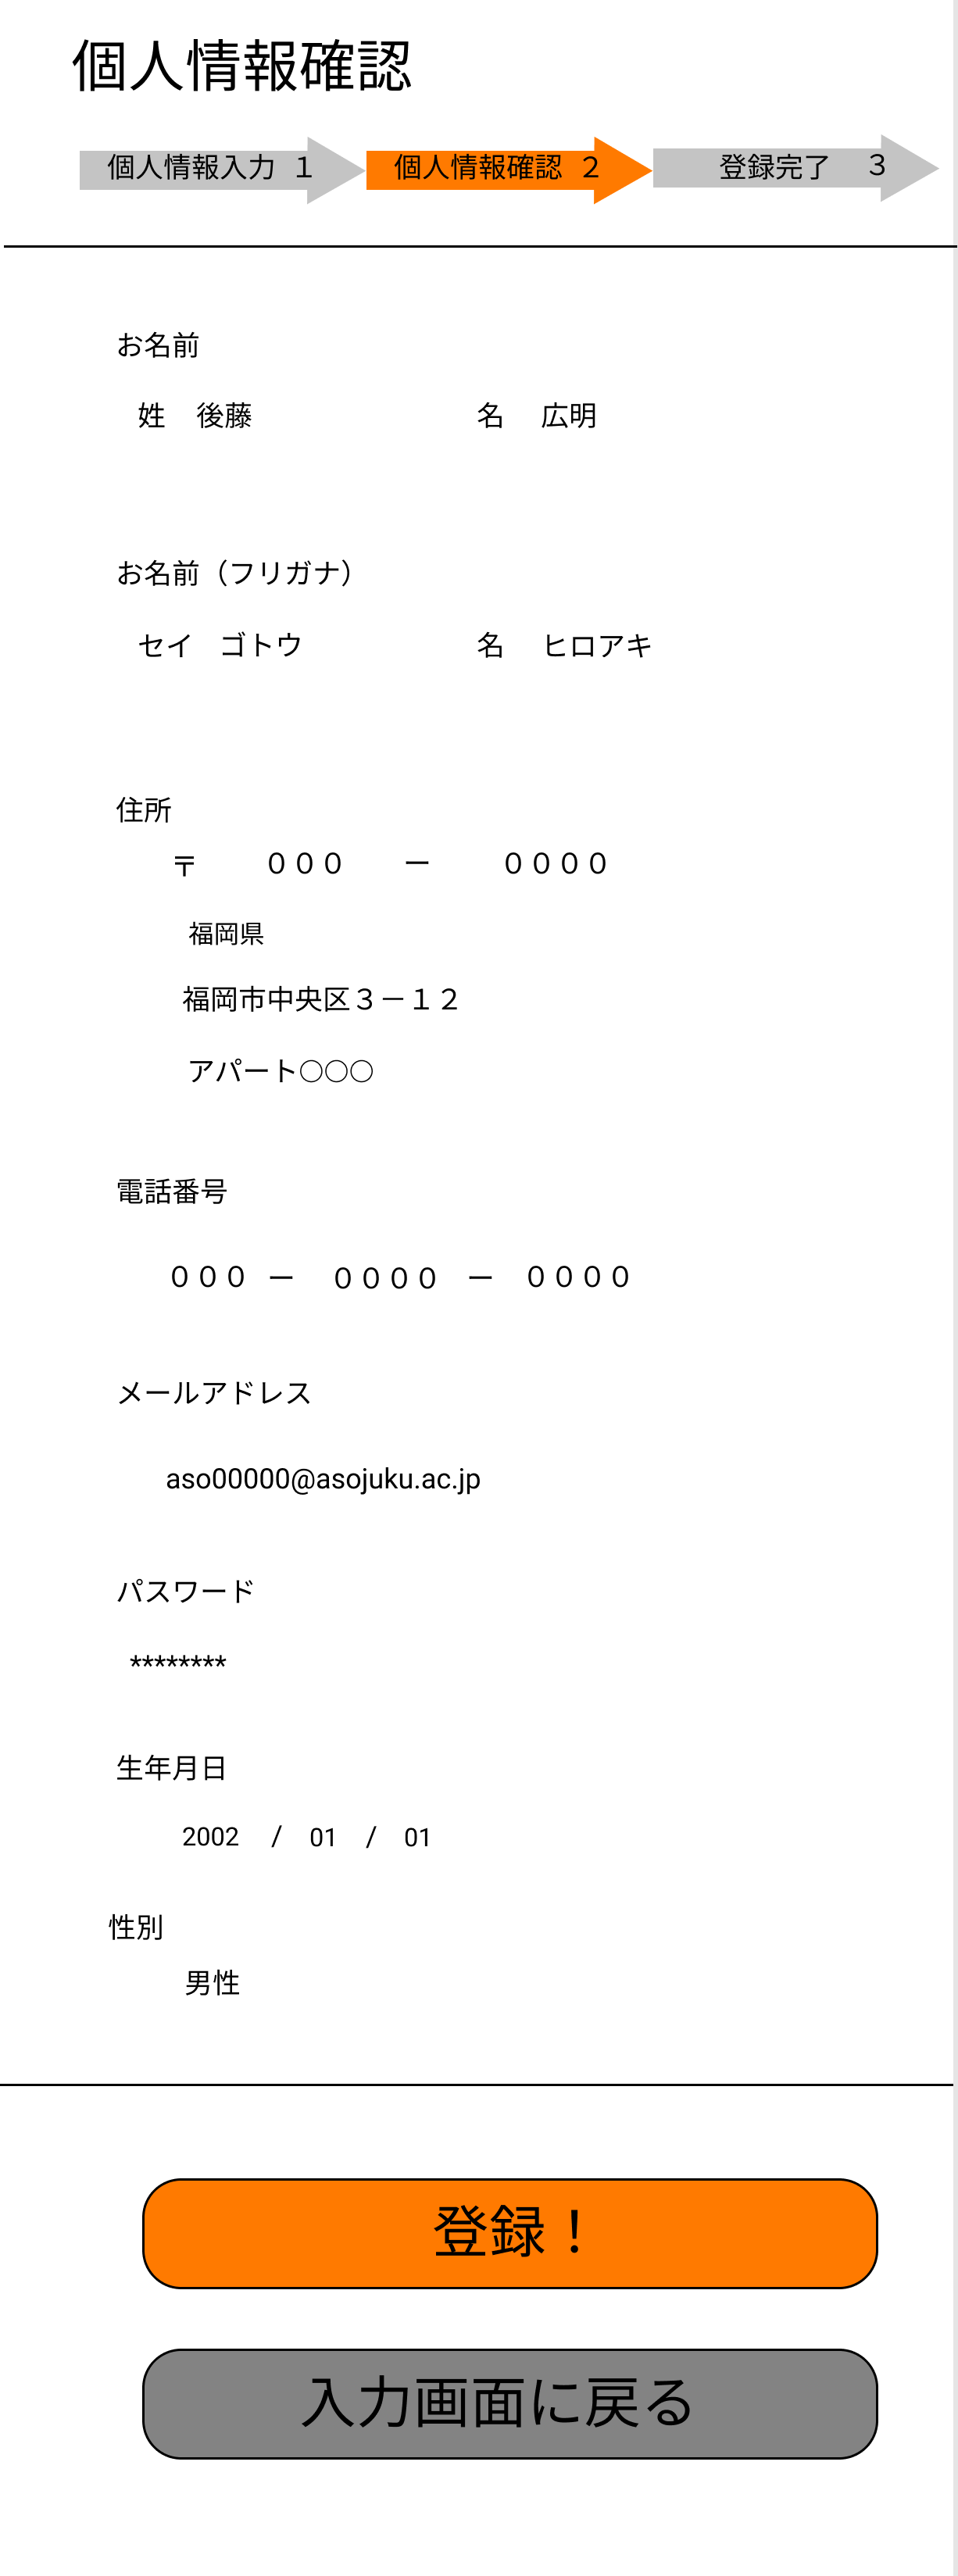 個人情報確認
個人情報入力 １ 個人情報確認 ２ 登録完了 ３
お名前
姓 後藤 名 広明
お名前（フリガナ）
セイ ゴトウ 名 ヒロアキ
住所
〒 ０００ ー ００００
福岡県
福岡市中央区３－１２
アパート○○○
電話番号
０００ ー ００００ ー ００００
メールアドレス
aso00000@asojuku.ac.jp
パスワード
********
生年月日
2002 / 01 / 01
性別
男性
登録！
入力画面に戻る